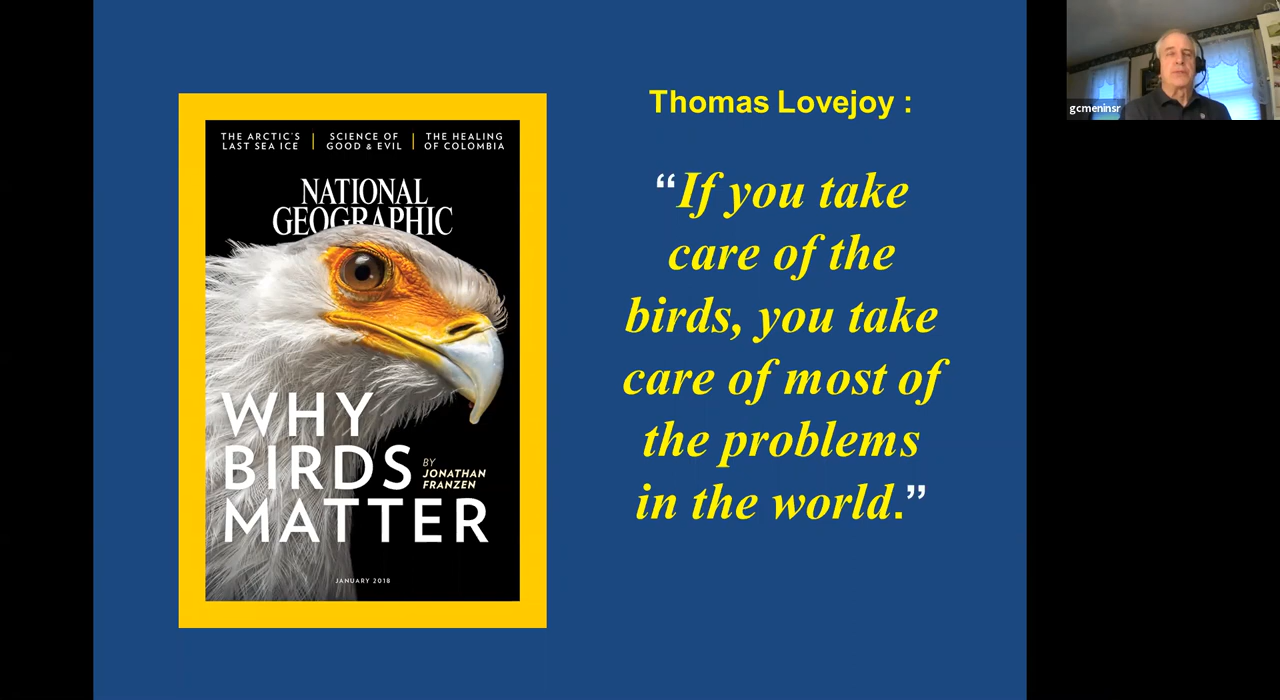 THE ARCTIC'S
LAST SEA ICE
SCIENCE OF
GOOD & EVIL
THE HEALING
OF COLOMBIA
NATIONAL
GEOGRAPHIC
WHY
BIRDS
MATTER
BY
JONATHAN
FRANZEN
JANUARY 2018
Thomas Lovejoy :
“If you take
care of the
birds, you take
care of most of
the problems
in the world.”
gcmeninsr